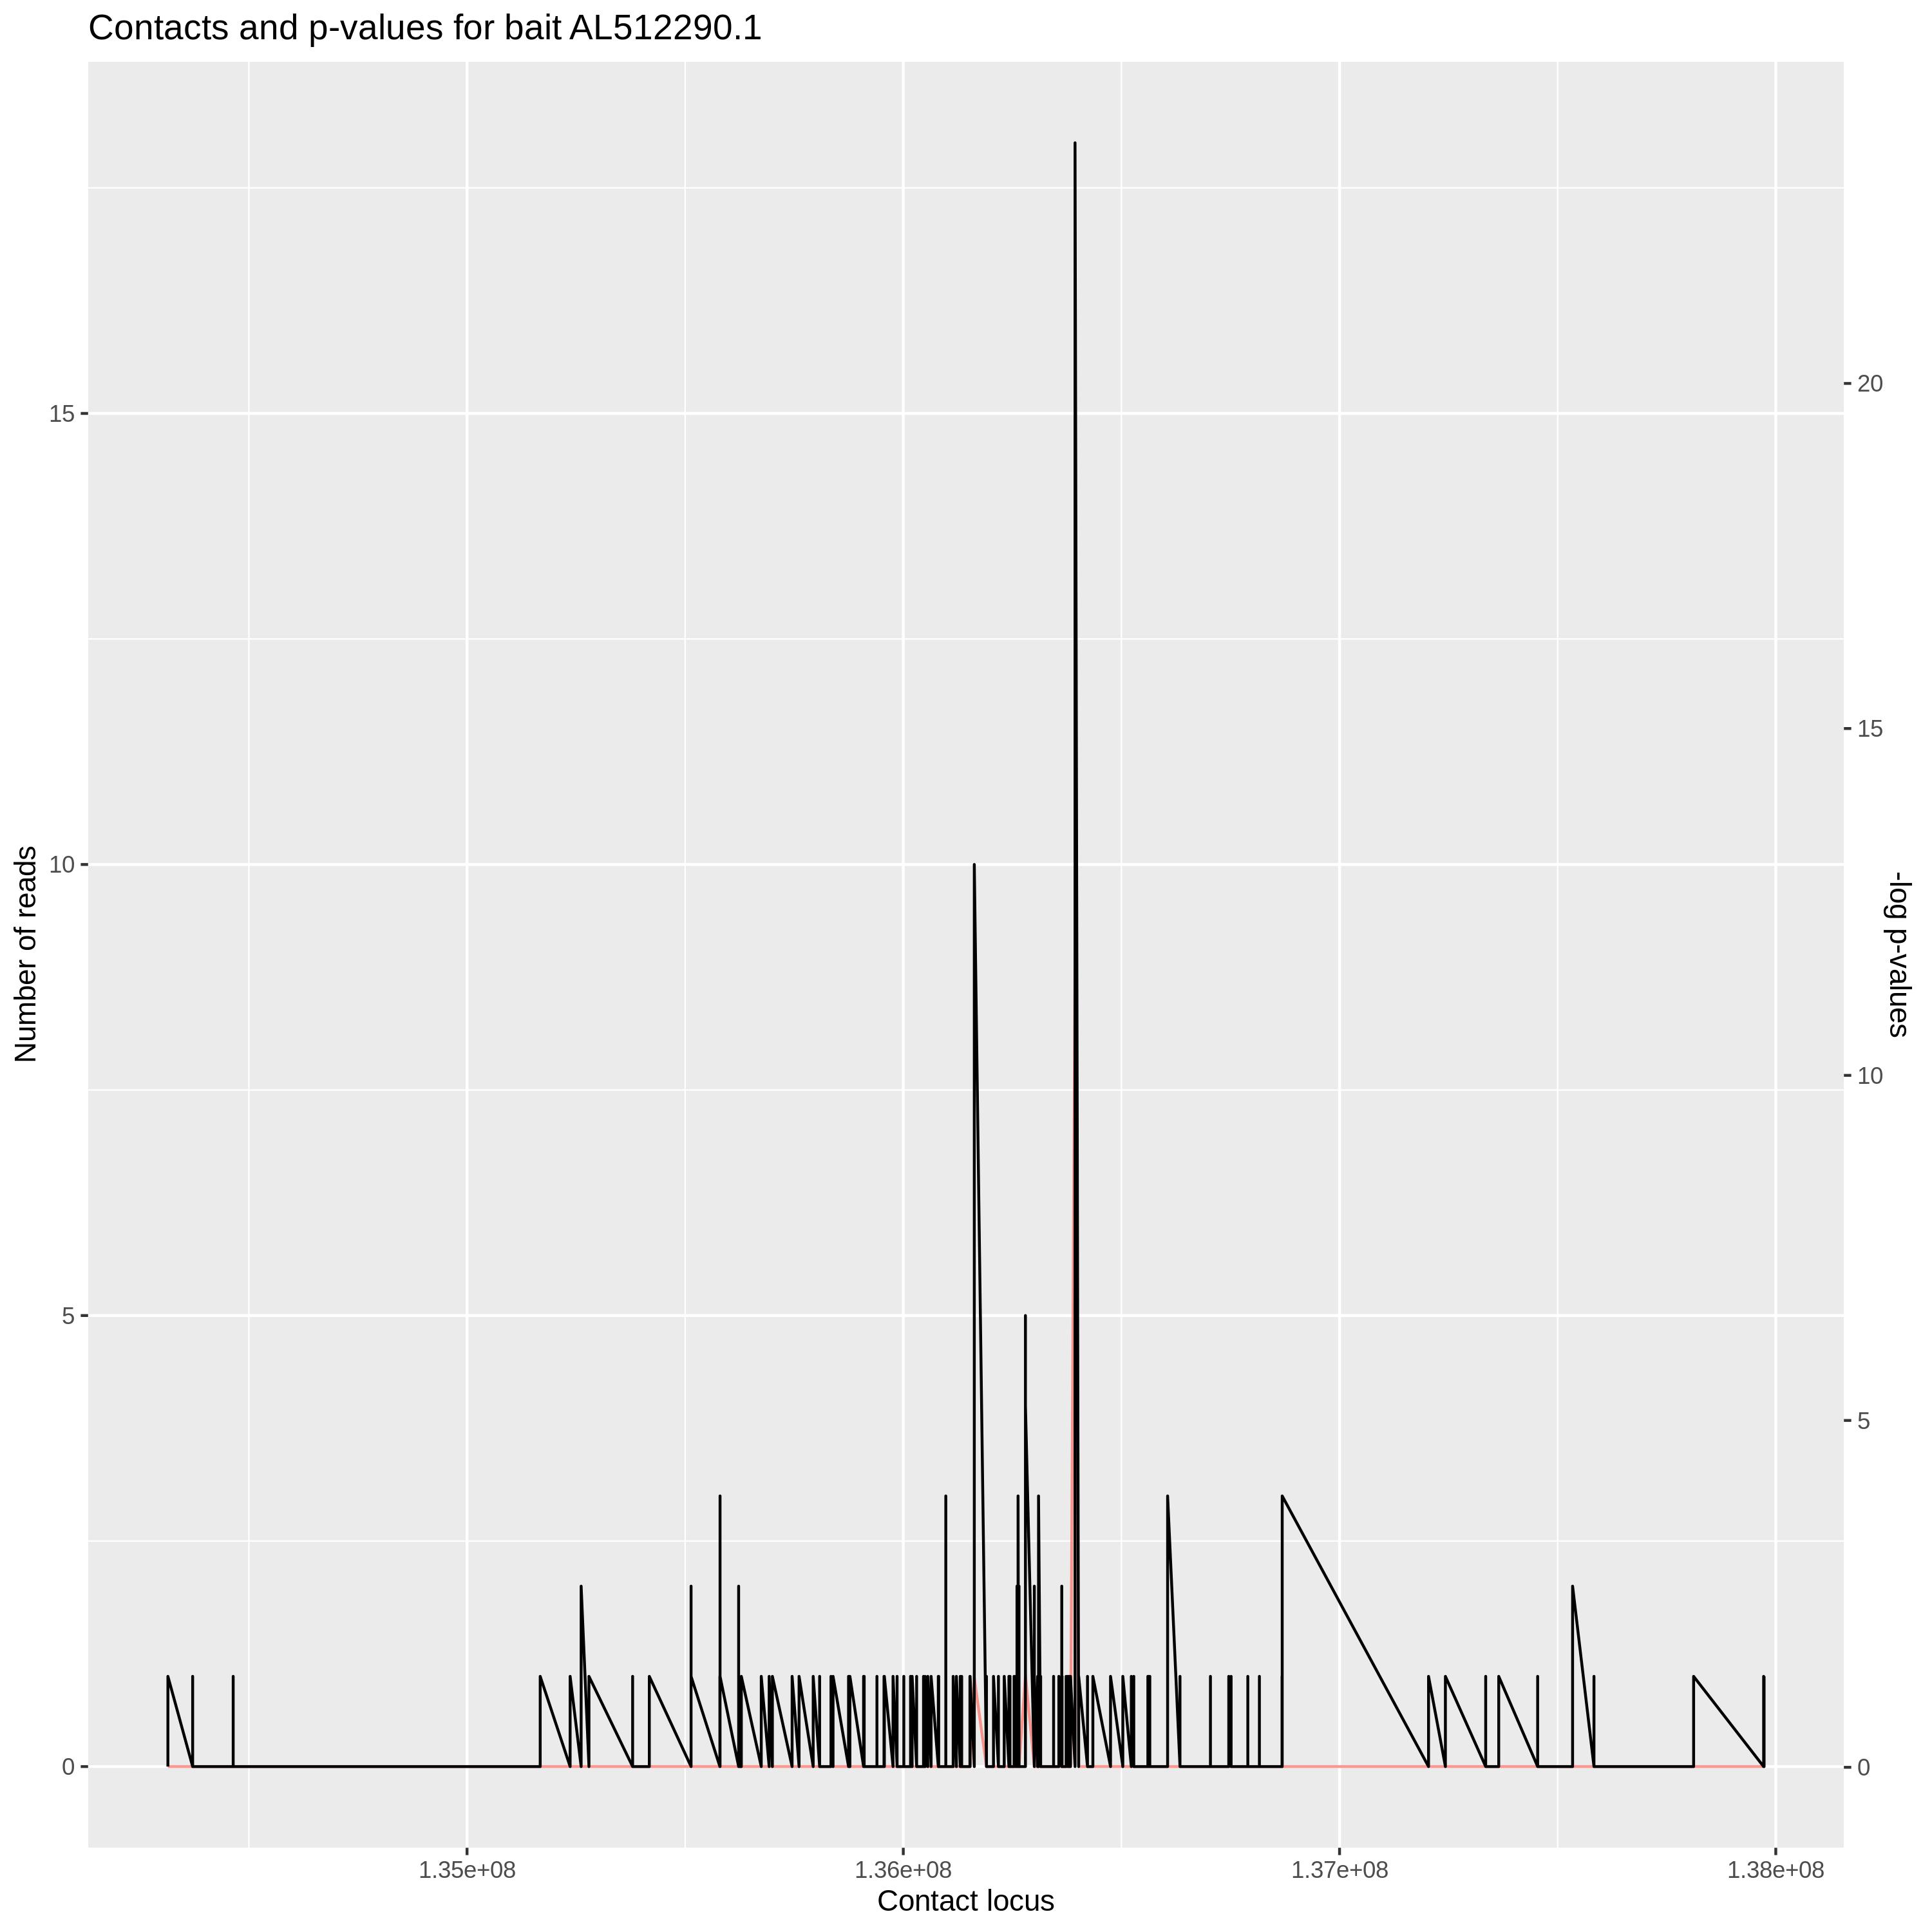 Contacts and p-values for bait AL512290.1
15
10
5
0
Number of reads
20
15
10
5
0
-log p-values
1.35e+08
1.36e+08
1.37e+08
1.38e+08
Contact locus